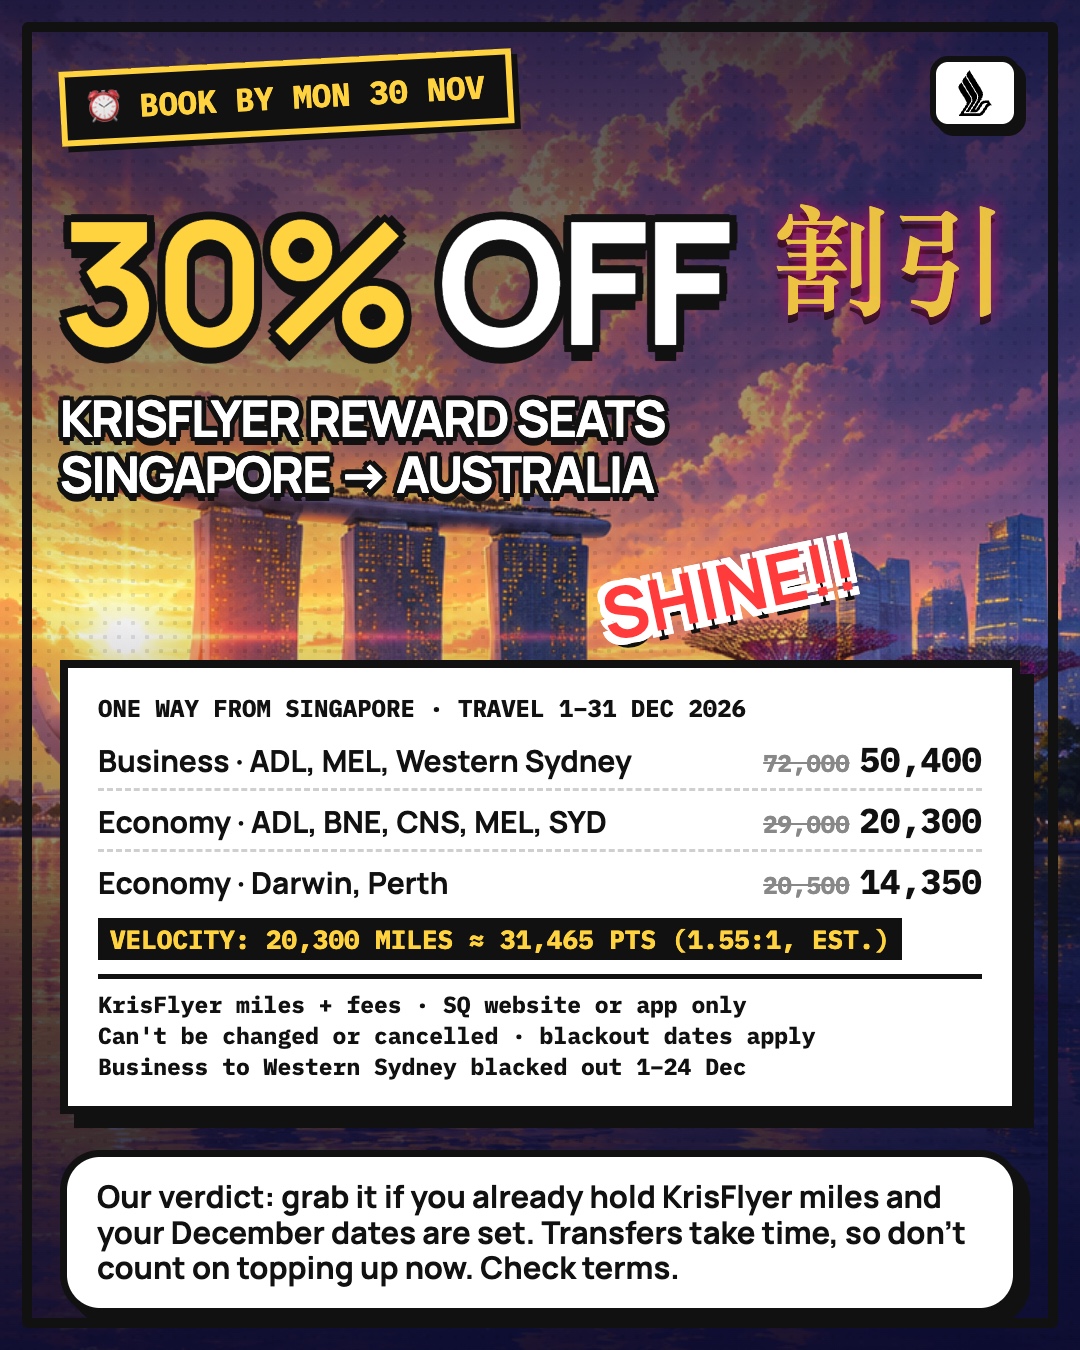 ⏰ BOOK BY MON 30 NOV
30% OFF 割引
KRISFLYER REWARD SEATS
SINGAPORE → AUSTRALIA
SHINE!!
ONE WAY FROM SINGAPORE · TRAVEL 1–31 DEC 2026
Business · ADL, MEL, Western Sydney 72,000 50,400
Economy · ADL, BNE, CNS, MEL, SYD 29,000 20,300
Economy · Darwin, Perth 20,500 14,350
VELOCITY: 20,300 MILES ≈ 31,465 PTS (1.55:1, EST.)
KrisFlyer miles + fees · SQ website or app only
Can't be changed or cancelled · blackout dates apply
Business to Western Sydney blacked out 1–24 Dec
Our verdict: grab it if you already hold KrisFlyer miles and
your December dates are set. Transfers take time, so don’t
count on topping up now. Check terms.